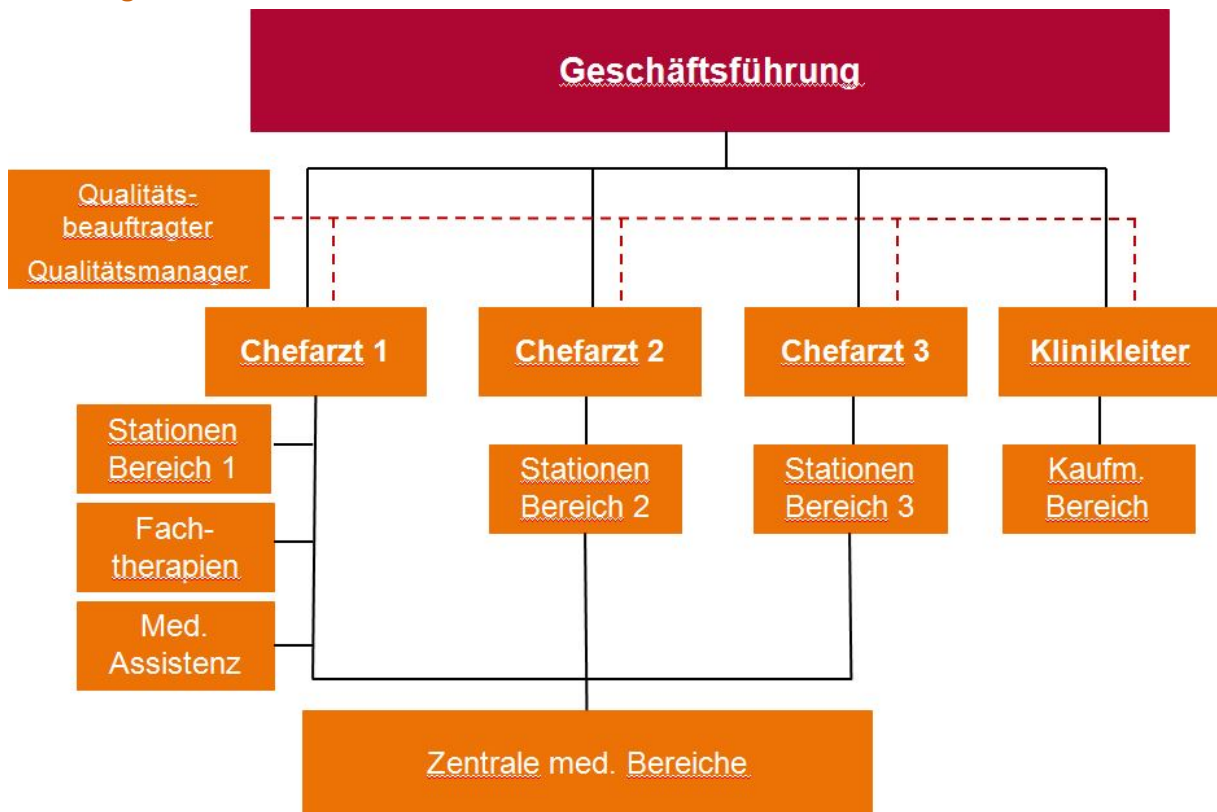 Geschäftsführung
Qualitäts-
beauftragter
Qualitätsmanager
Chefarzt 1
Chefarzt 2
Chefarzt 3
Klinikleiter
Stationen
Bereich 1
Stationen
Bereich 2
Stationen
Bereich 3
Kaufm.
Bereich
Fach-
therapien
Med.
Assistenz
Zentrale med. Bereiche